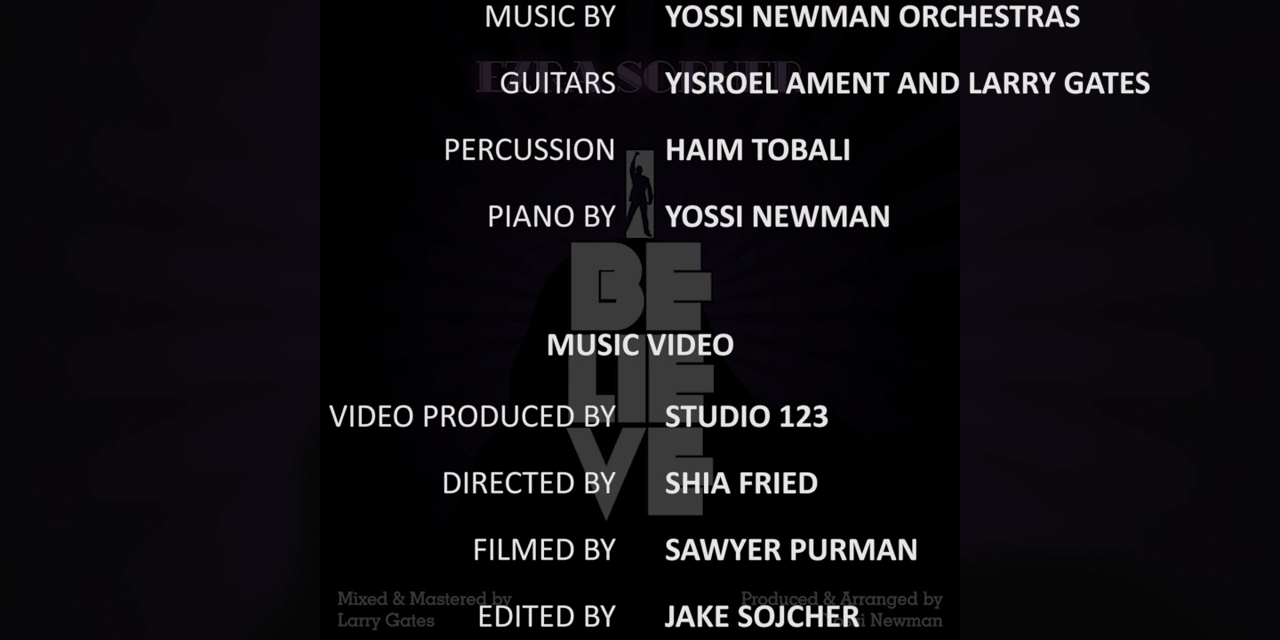 MUSIC BY YOSSI NEWMAN ORCHESTRAS
GUITARS YISROEL AMENT AND LARRY GATES
PERCUSSION HAIM TOBALI
PIANO BY YOSSI NEWMAN
BE
LIE
VE
MUSIC VIDEO
VIDEO PRODUCED BY STUDIO 123
DIRECTED BY SHIA FRIED
FILMED BY SAWYER PURMAN
EDITED BY JAKE SOJCHER
Mixed & Mastered by
Larry Gates
Produced & Arranged by
Newman